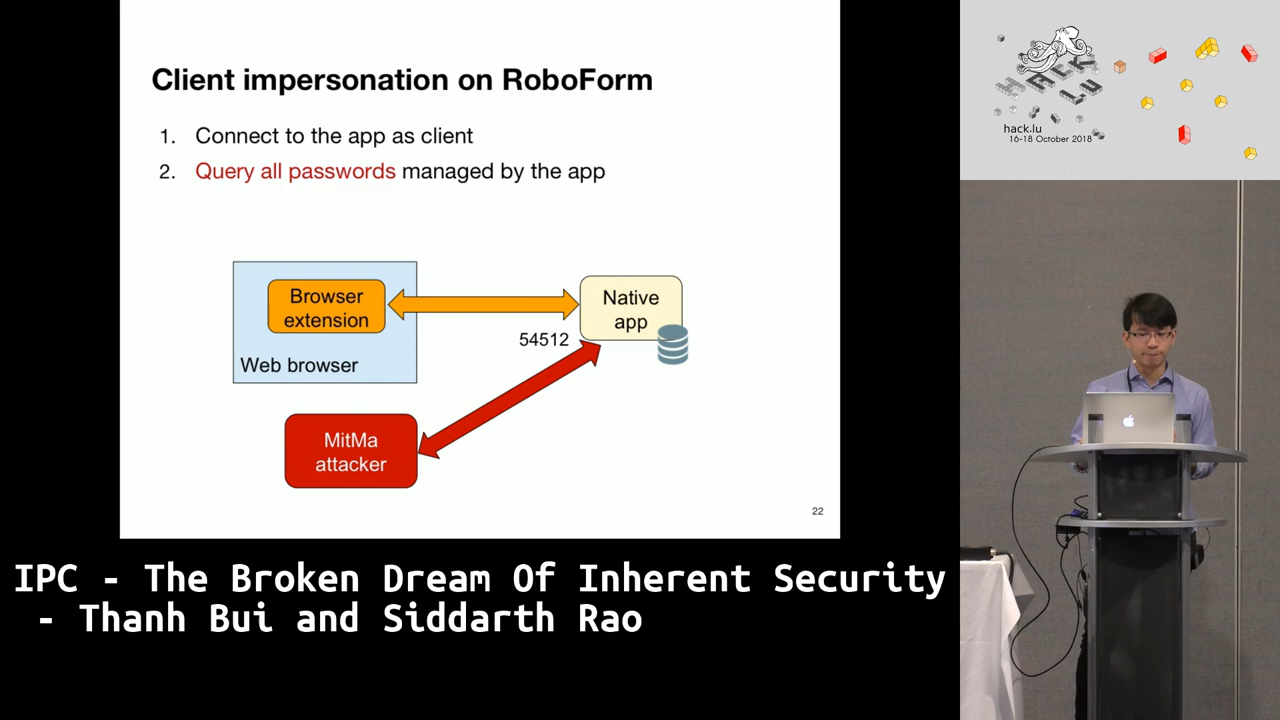 Client impersonation on RoboForm
1. Connect to the app as client
2. Query all passwords managed by the app
Browser
extension
Web browser
Native
app
54512
MitMa
attacker
22
HACK
LU
hack.lu
16-18 October 2018
IPC - The Broken Dream Of Inherent Security
- Thanh Bui and Siddarth Rao